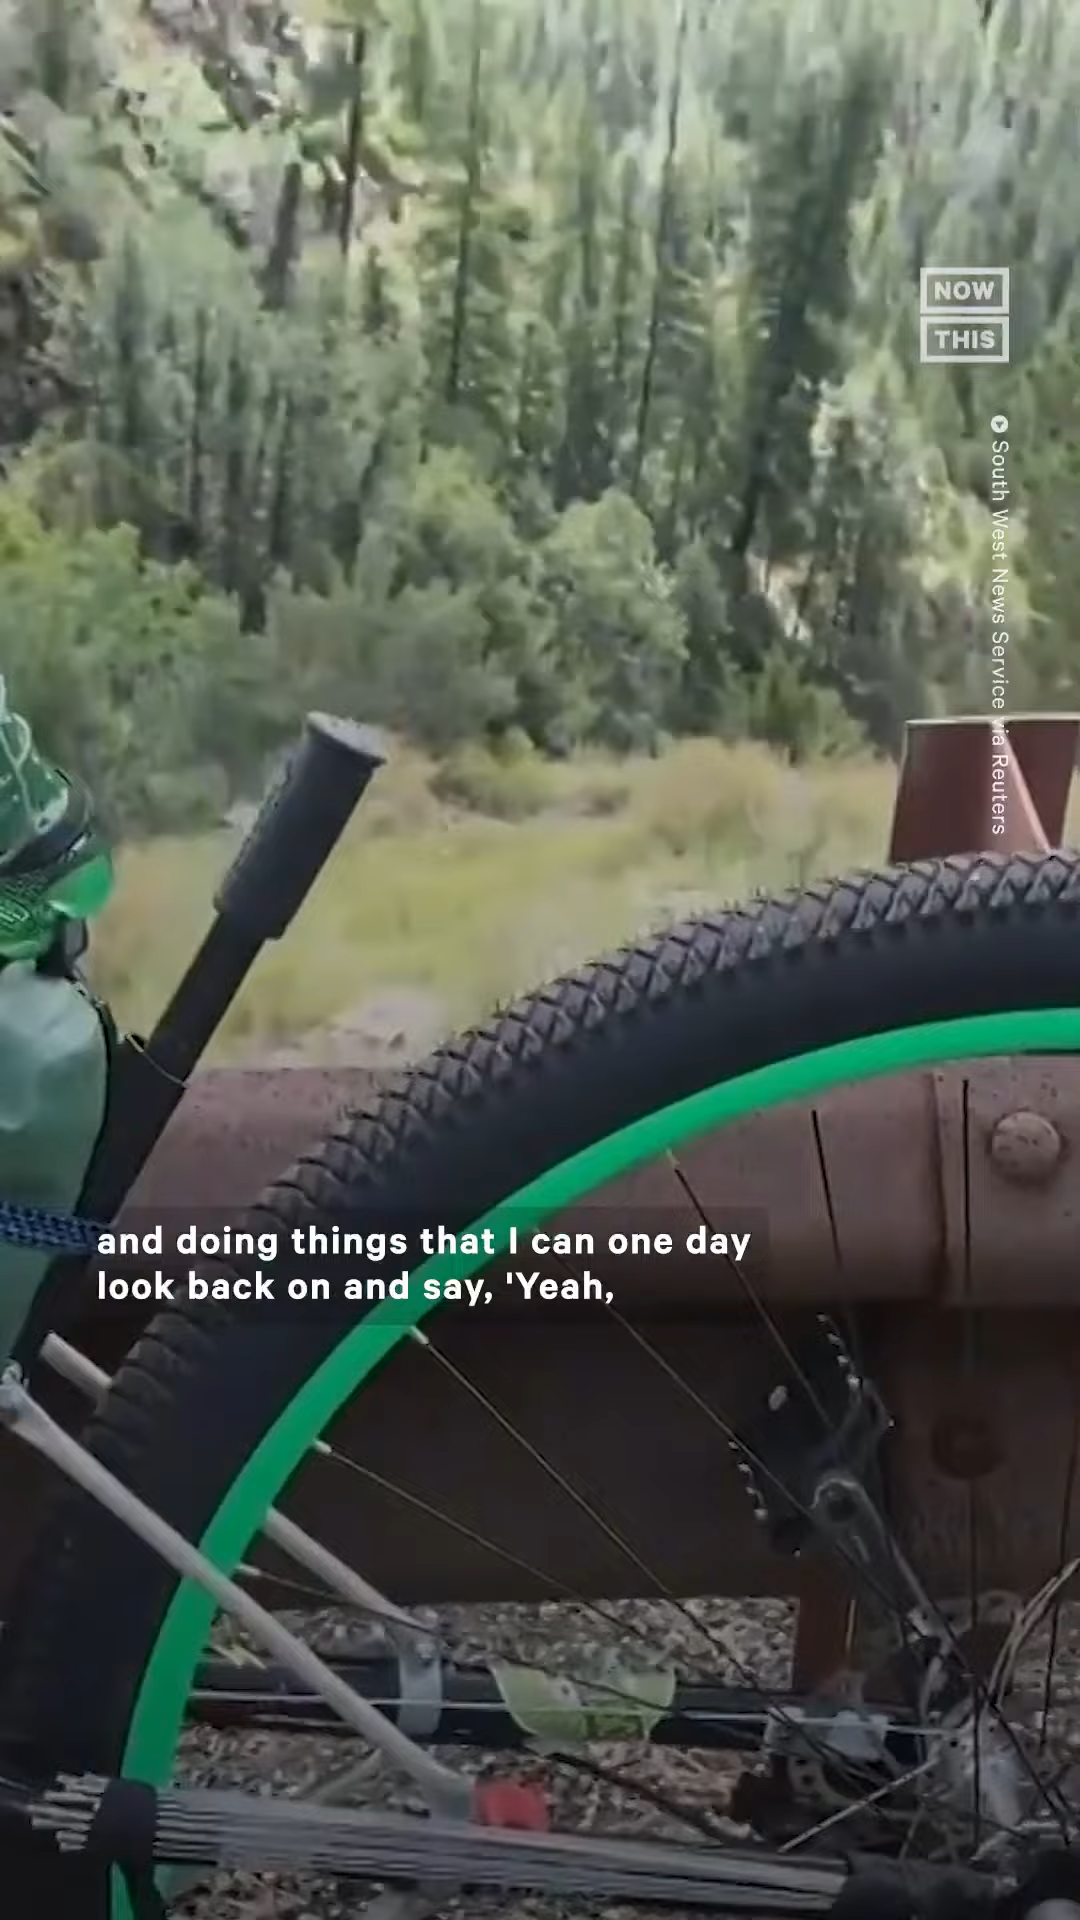 NOW
THIS
South West News Service via Reuters
and doing things that I can one day
look back on and say, 'Yeah,